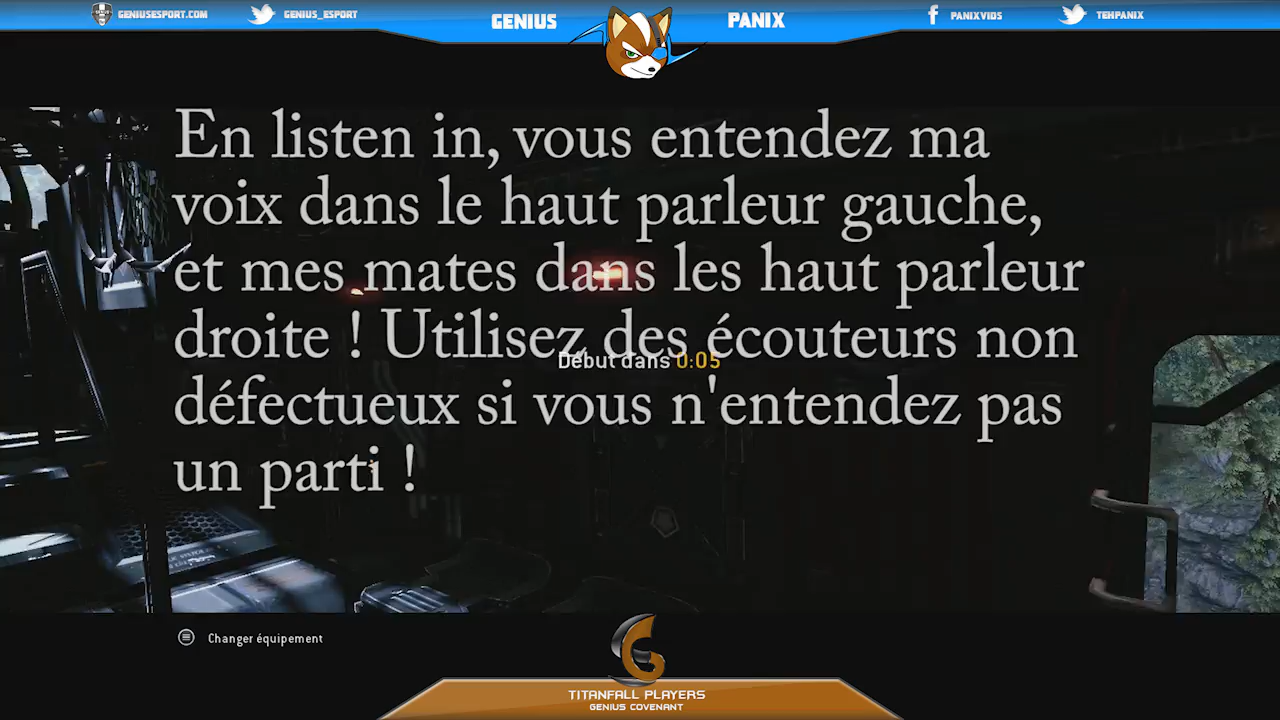 GENIUSESPORT.COM
GENIUS_ESPORT
GENIUS
PANIX
PANIXVIDS
TEHPANIX
En listen in, vous entendez ma
voix dans le haut parleur gauche,
et mes mates dans les haut parleur
droite ! Utilisez des écouteurs non
Début dans 0:05
défectueux si vous n'entendez pas
un parti !
Changer équipement
TITANFALL PLAYERS
GENIUS COVENANT